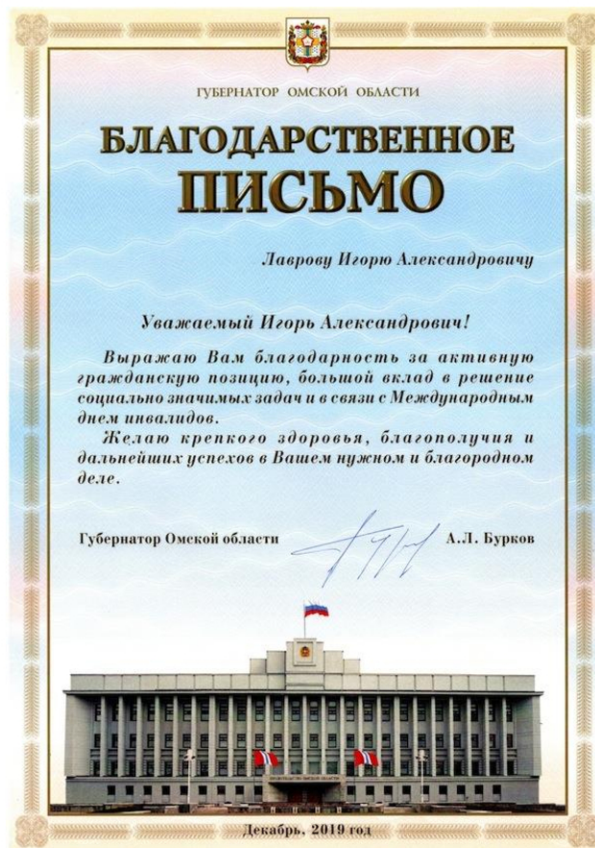 ГУБЕРНАТОР ОМСКОЙ ОБЛАСТИ
БЛАГОДАРСТВЕННОЕ
ПИСЬМО
Лаврову Игорю Александровичу
Уважаемый Игорь Александрович!
Выражаю Вам благодарность за активную
гражданскую позицию, большой вклад в решение
социально значимых задач и в связи с Международным
днем инвалидов.
Желаю крепкого здоровья, благополучия и
дальнейших успехов в Вашем нужном и благородном
деле.
Губернатор Омской области А.Л. Бурков
Декабрь, 2019 год